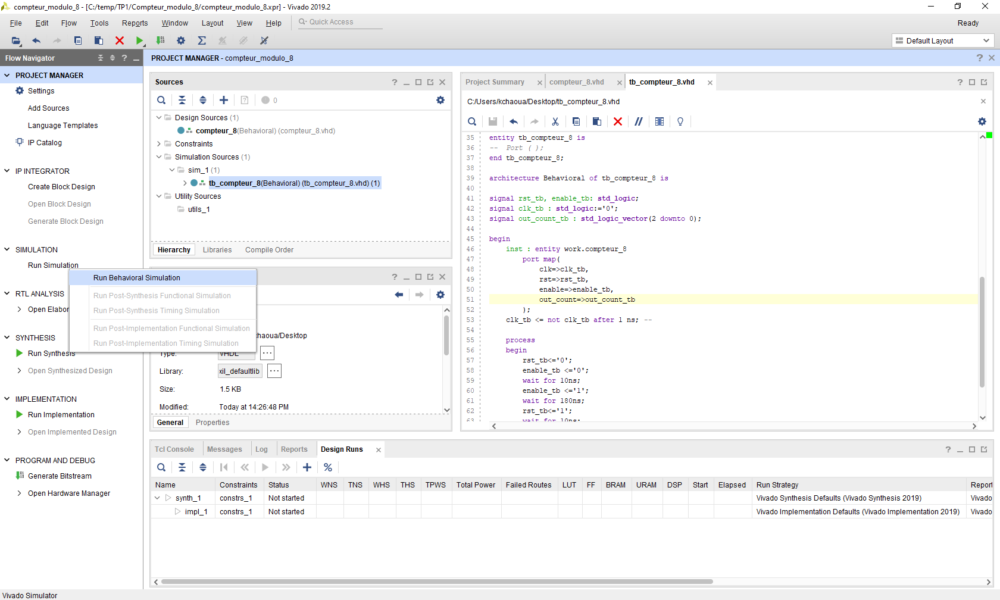 compteur_modulo_8 - [C:/temp/TP1/Compteur_modulo_8/compteur_modulo_8.xpr] - Vivado 2019.2
File Edit Flow Tools Reports Window Layout View Help Quick Access Ready
Default Layout
Flow Navigator
PROJECT MANAGER
Settings
Add Sources
Language Templates
IP Catalog
IP INTEGRATOR
Create Block Design
Open Block Design
Generate Block Design
SIMULATION
Run Simulation
Run Behavioral Simulation
Run Post-Synthesis Functional Simulation
Run Post-Synthesis Timing Simulation
Run Post-Implementation Functional Simulation
Run Post-Implementation Timing Simulation
RTL ANALYSIS
Open Elabor
SYNTHESIS
Run Synthesis
Open Synthesized Design
IMPLEMENTATION
Run Implementation
Open Implemented Design
PROGRAM AND DEBUG
Generate Bitstream
Open Hardware Manager
PROJECT MANAGER - compteur_modulo_8
Sources
0
Design Sources (1)
compteur_8(Behavioral) (compteur_8.vhd)
Constraints
Simulation Sources (1)
sim_1 (1)
tb_compteur_8(Behavioral) (tb_compteur_8.vhd) (1)
Utility Sources
utils_1
Hierarchy Libraries Compile Order
chaoua/Desktop
Type: VHDL ...
Library: xil_defaultlib ...
Size: 1.5 KB
Modified: Today at 14:26:48 PM
General Properties
Project Summary compteur_8.vhd tb_compteur_8.vhd
C:/Users/kchaoua/Desktop/tb_compteur_8.vhd
35 entity tb_compteur_8 is
36 -- Port ( );
37 end tb_compteur_8;
38
39 architecture Behavioral of tb_compteur_8 is
40
41 signal rst_tb, enable_tb: std_logic;
42 signal clk_tb : std_logic:='0';
43 signal out_count_tb : std_logic_vector(2 downto 0);
44
45 begin
46 inst : entity work.compteur_8
47 port map(
48 clk=>clk_tb,
49 rst=>rst_tb,
50 enable=>enable_tb,
51 out_count=>out_count_tb
52 );
53 clk_tb <= not clk_tb after 1 ns; --
54
55 process
56 begin
57 rst_tb<='0';
58 enable_tb <='0';
59 wait for 10ns;
60 enable_tb <='1';
61 wait for 180ns;
62 rst_tb<='1';
63 wait for 10ns;
Tcl Console Messages Log Reports Design Runs
Name Constraints Status WNS TNS WHS THS TPWS Total Power Failed Routes LUT FF BRAM URAM DSP Start Elapsed Run Strategy Report
synth_1 constrs_1 Not started Vivado Synthesis Defaults (Vivado Synthesis 2019) Vivado
impl_1 constrs_1 Not started Vivado Implementation Defaults (Vivado Implementation 2019) Vivado
Vivado Simulator